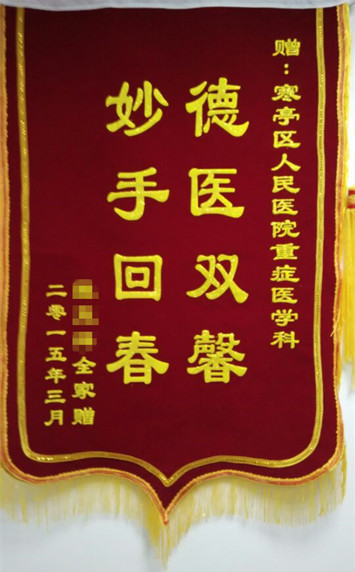 赠：寒亭区人民医院重症医学科
德医双馨
妙手回春
全家赠
二零一五年三月